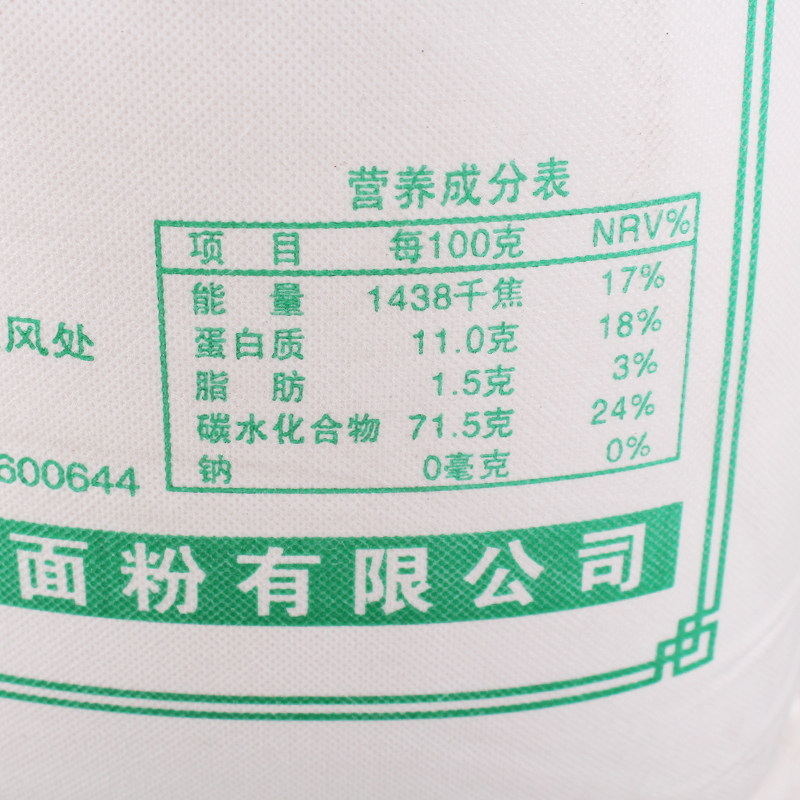 营养成分表
项 目 每100克 NRV%
能 量 1438千焦 17%
蛋白质 11.0克 18%
脂 肪 1.5克 3%
碳水化合物 71.5克 24%
钠 0毫克 0%
风处
600644
面粉有限公司